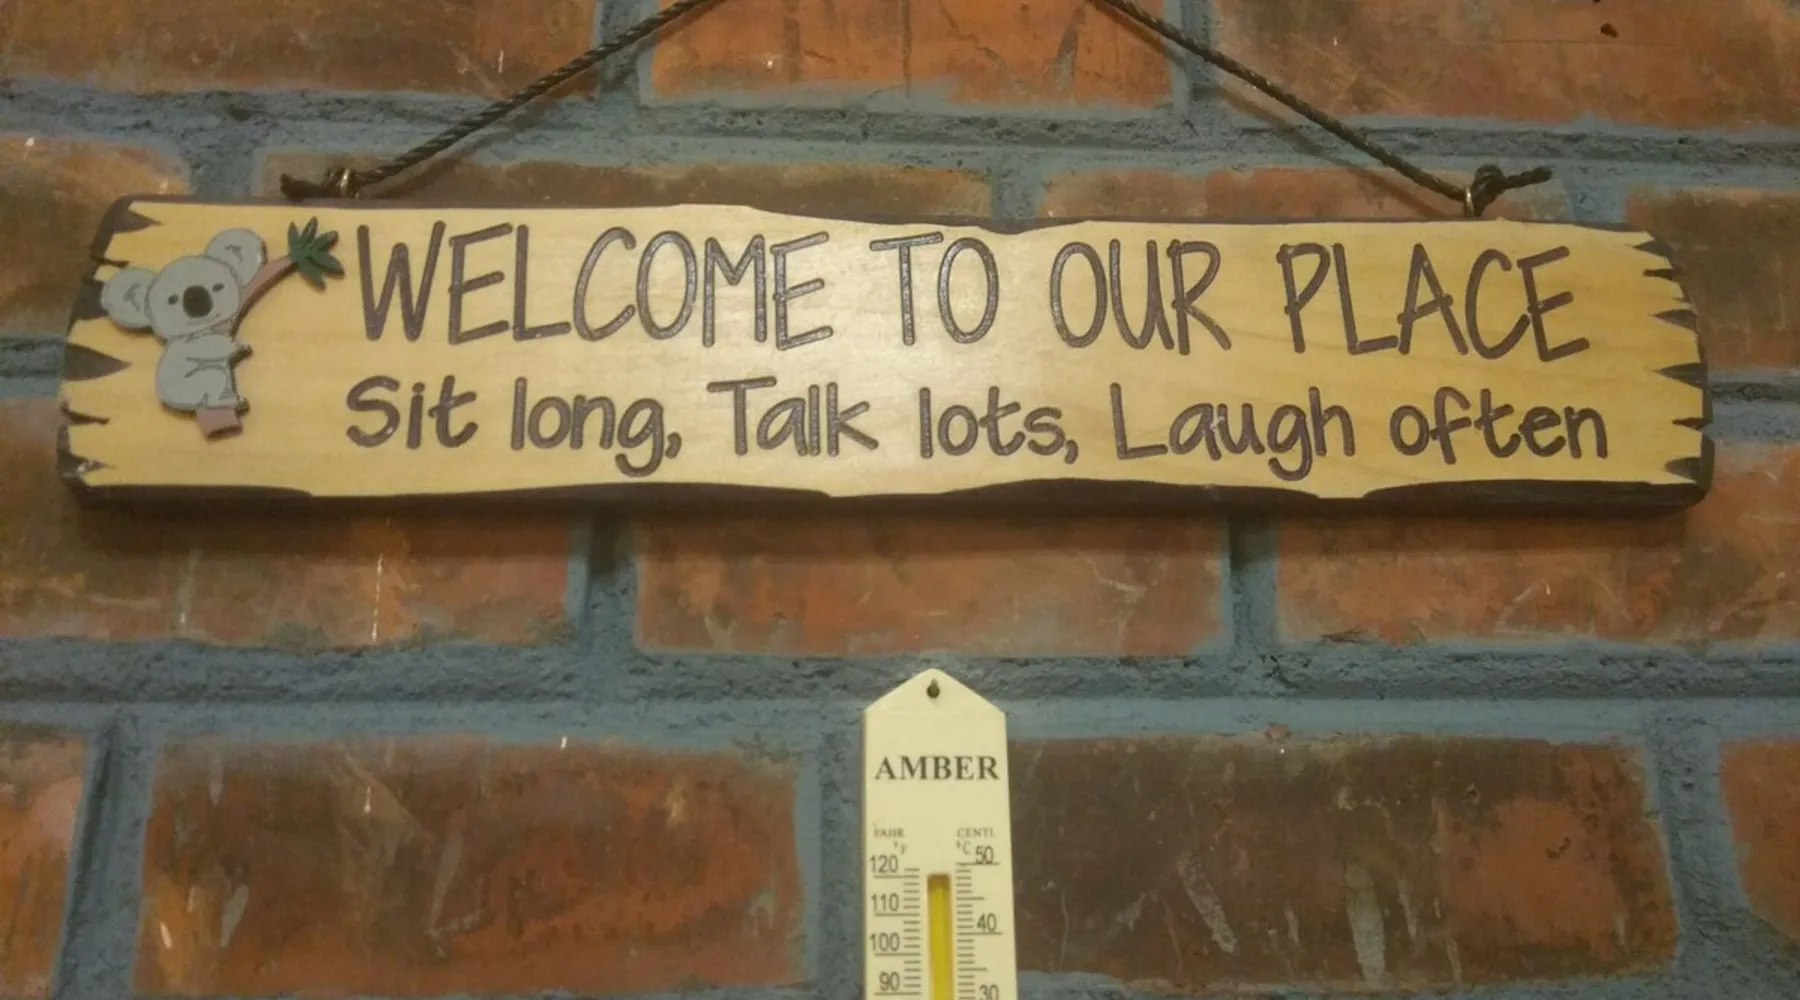 WELCOME TO OUR PLACE
Sit long, Talk lots, Laugh often
AMBER
FAHR. CENTI.
°F °C
120 50
110
40
100
90
30